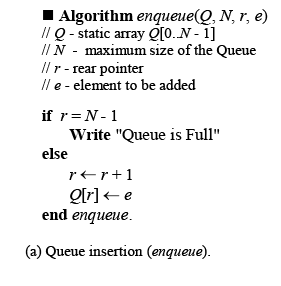 ■ Algorithm enqueue(Q, N, r, e)
// Q - static array Q[0..N - 1]
// N - maximum size of the Queue
// r - rear pointer
// e - element to be added
if r = N - 1
Write "Queue is Full"
else
r ← r + 1
Q[r] ← e
end enqueue.
(a) Queue insertion (enqueue).